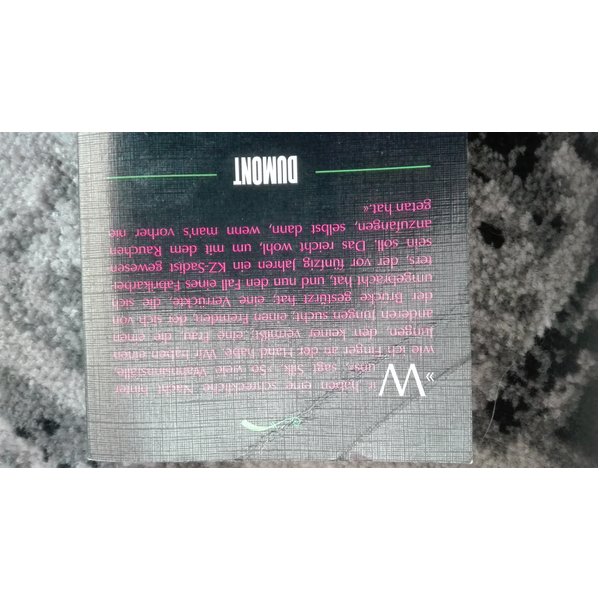 »Wir haben eine schreckliche Nacht hinter
uns«, sagt Silk. »So viele Wahnsinnsfälle,
wie ich Finger an der Hand habe. Wir haben einen
Jungen, den keiner vermißt, eine Frau, die einen
anderen Jungen sucht, einen Fremden, der sich von
der Brücke gestürzt hat, eine Verrückte, die sich
umgebracht hat, und nun den Fall eines Fabrikarbei-
ters, der vor fünfzig Jahren ein KZ-Sadist gewesen
sein soll. Das reicht wohl, um mit dem Rauchen
anzufangen, selbst dann, wenn man's vorher nie
getan hat.«
DUMONT